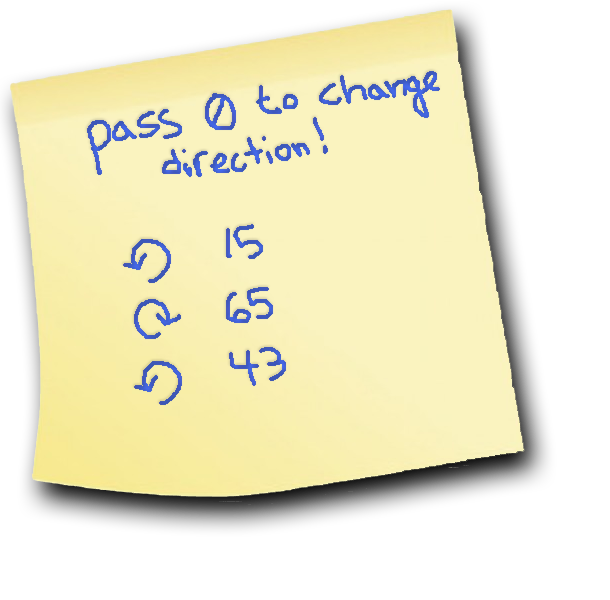 pass 0 to change
direction!
↺ 15
↻ 65
↺ 43